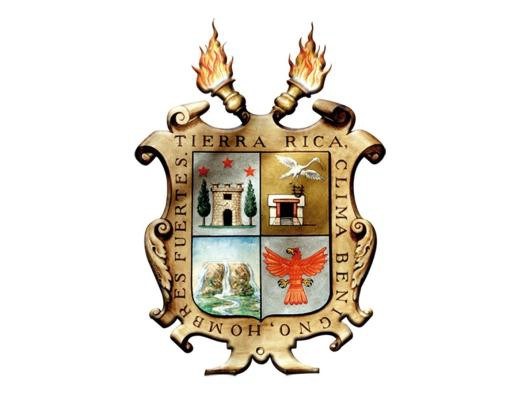 TIERRA RICA, CLIMA BENIGNO, HOMBRES FUERTES.